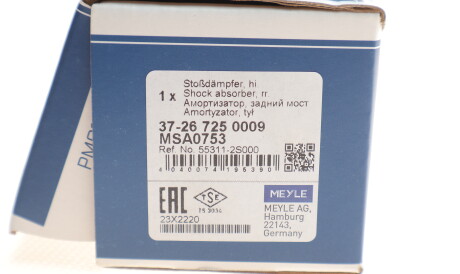 Stoßdämpfer, hi
1 x
Shock absorber, rr
Амортизатор, задний мост
Amortyzator, tył
37-26 725 0009
MSA0753
Ref. No. 55311-2S000
4 040074 195390
EAC
TSE
MEYLE
23X2220
MEYLE AG,
Hamburg
22143,
Germany